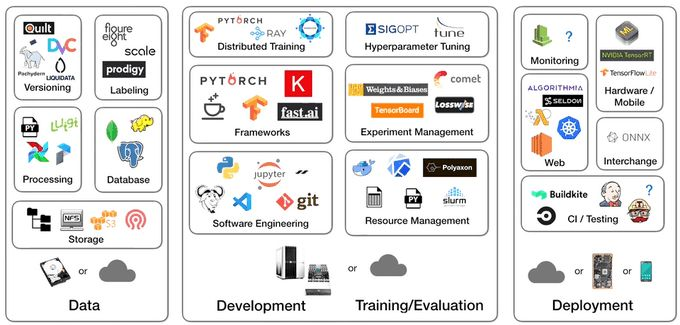 Quilt
DVC
Pachyderm
LIQUIDATA
Versioning
figure
eight
scale
prodigy
Labeling
PY
Luigi
Processing
Database
NFS
S3
Storage
or
Data
PYTORCH
RAY
Distributed Training
SIGOPT
tune
Hyperparameter Tuning
PYTORCH
K
fast.ai
Frameworks
Weights & Biases
comet
TensorBoard
LOSSWISE
Experiment Management
jupyter
git
Software Engineering
Polyaxon
PY
slurm
Resource Management
or
Development
Training/Evaluation
?
Monitoring
ML
NVIDIA TensorRT
TensorFlowLite
Hardware /
Mobile
ALGORITHMIA
SELDON
Web
ONNX
Interchange
Buildkite
?
CI / Testing
or
or
Deployment